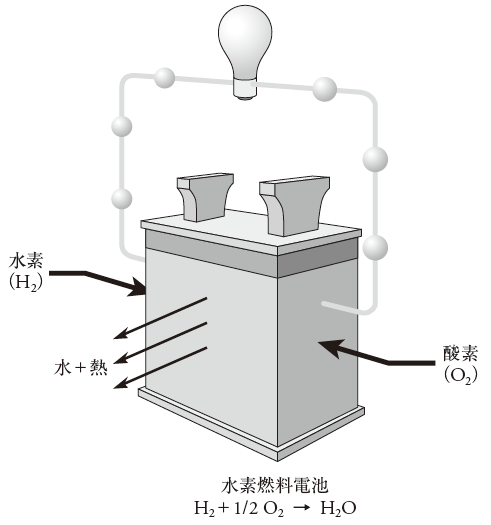 水素
(H₂)
水+熱
酸素
(O₂)
水素燃料電池
H₂+1/2 O₂ → H₂O